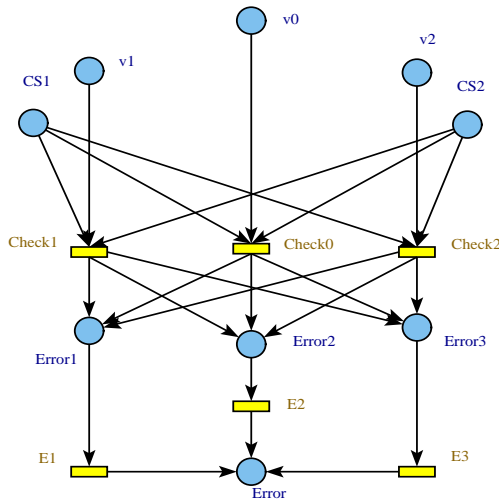 v0
v1
v2
CS1
CS2
Check1
Check0
Check2
Error1
Error2
Error3
E2
E1
E3
Error